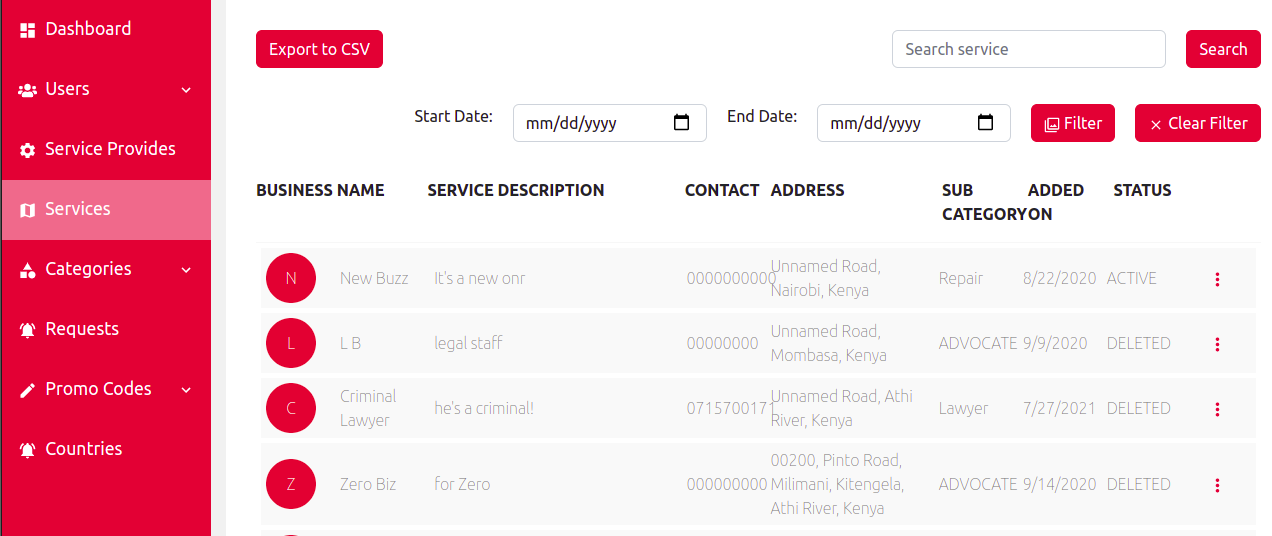 Dashboard
Users
Service Provides
Services
Categories
Requests
Promo Codes
Countries
Export to CSV
Search service
Search
Start Date:
mm/dd/yyyy
End Date:
mm/dd/yyyy
Filter
Clear Filter
BUSINESS NAME
SERVICE DESCRIPTION
CONTACT
ADDRESS
SUB
CATEGORY
ADDED
ON
STATUS
N
New Buzz
It's a new onr
0000000000
Unnamed Road,
Nairobi, Kenya
Repair
8/22/2020
ACTIVE
L
L B
legal staff
00000000
Unnamed Road,
Mombasa, Kenya
ADVOCATE
9/9/2020
DELETED
C
Criminal
Lawyer
he's a criminal!
0715700171
Unnamed Road, Athi
River, Kenya
Lawyer
7/27/2021
DELETED
Z
Zero Biz
for Zero
000000000
00200, Pinto Road,
Milimani, Kitengela,
Athi River, Kenya
ADVOCATE
9/14/2020
DELETED